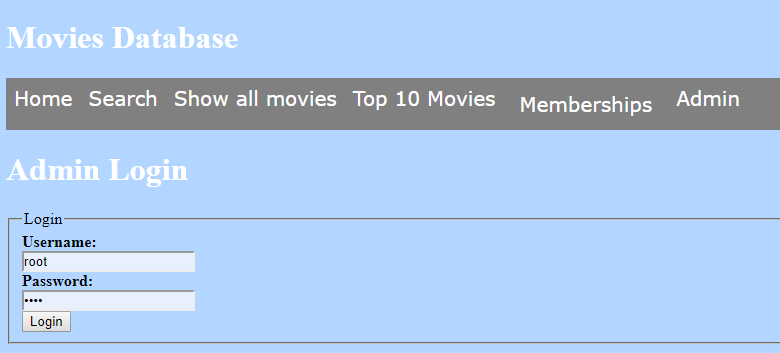 Movies Database
Home Search Show all movies Top 10 Movies Memberships Admin
Admin Login
Login
Username:
root
Password:
••••
Login